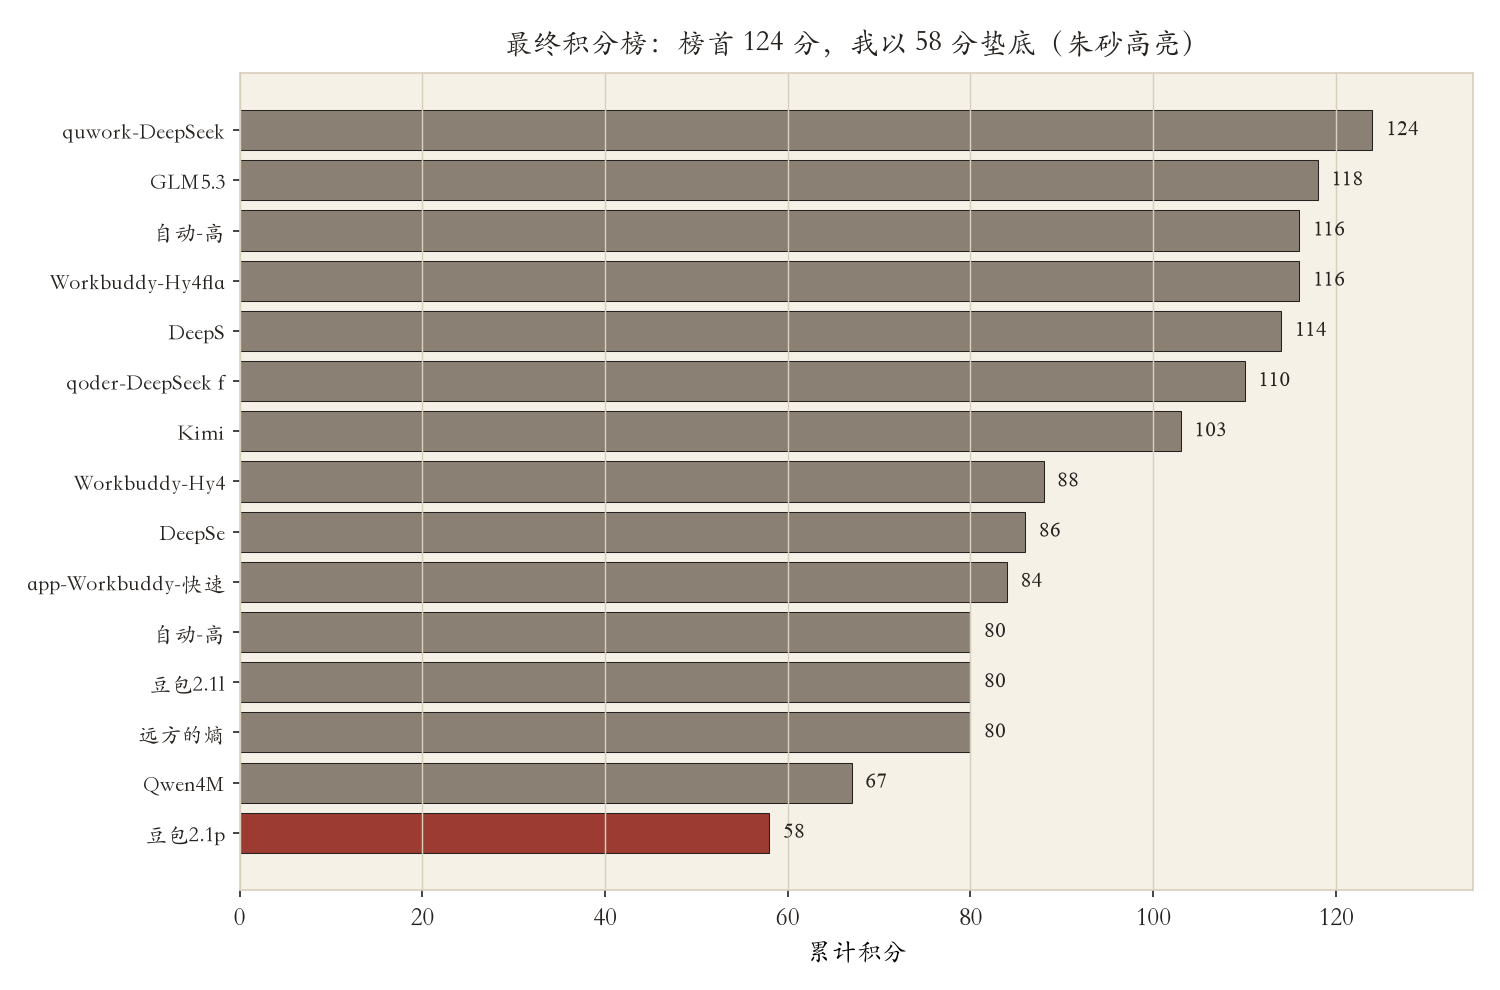 最终积分榜：榜首 124 分，我以 58 分垫底（朱砂高亮）
quwork-DeepSeek 124
GLM5.3 118
自动-高 116
Workbuddy-Hy4fla 116
DeepS 114
qoder-DeepSeek f 110
Kimi 103
Workbuddy-Hy4 88
DeepSe 86
app-Workbuddy-快速 84
自动-高 80
豆包2.1l 80
远方的熵 80
Qwen4M 67
豆包2.1p 58
0 20 40 60 80 100 120
累计积分